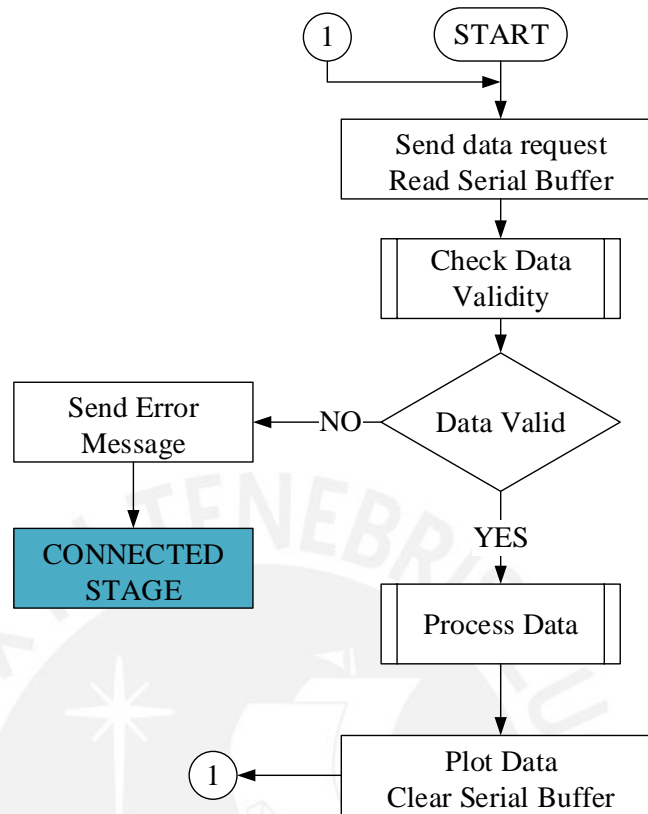 1
START
Send data request
Read Serial Buffer
Check Data
Validity
Data Valid
NO
Send Error
Message
CONNECTED
STAGE
YES
Process Data
Plot Data
Clear Serial Buffer
1